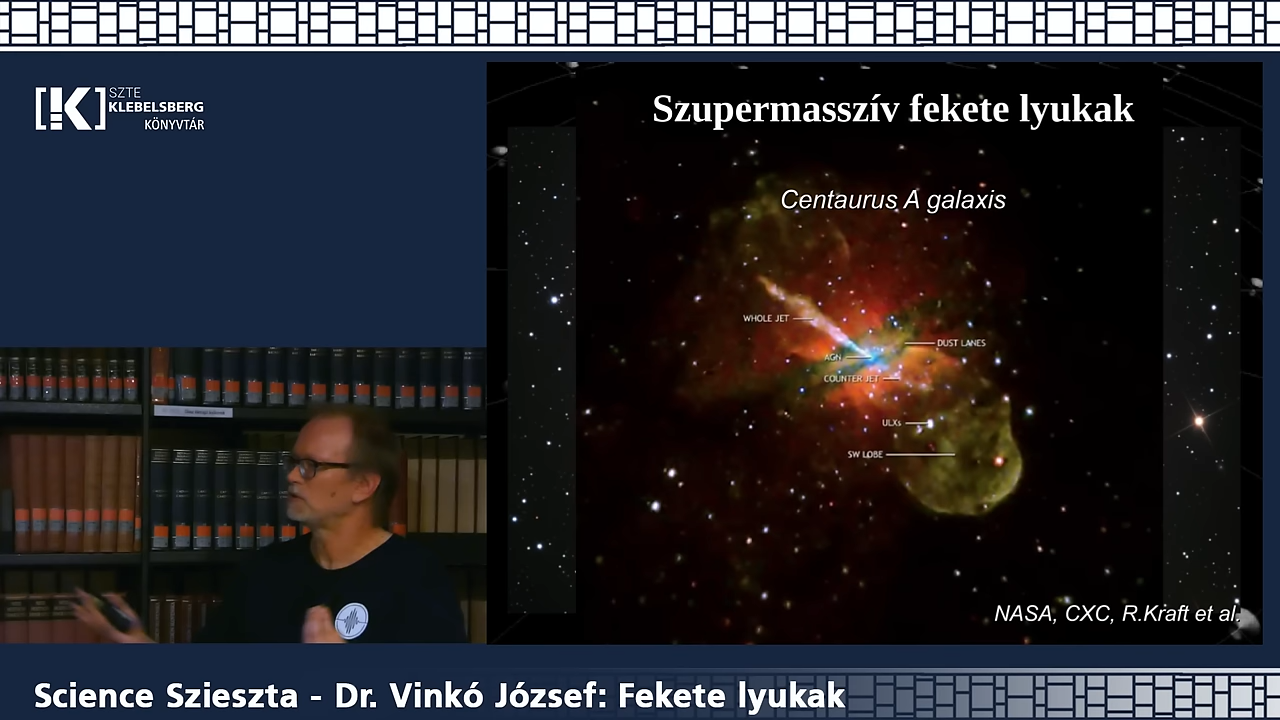 SZTE
KLEBELSBERG
KÖNYVTÁR
Szupermasszív fekete lyukak
Centaurus A galaxis
WHOLE JET
DUST LANES
AGN
COUNTER JET
ULXs
SW LOBE
NASA, CXC, R.Kraft et al.
Science Szieszta - Dr. Vinkó József: Fekete lyukak